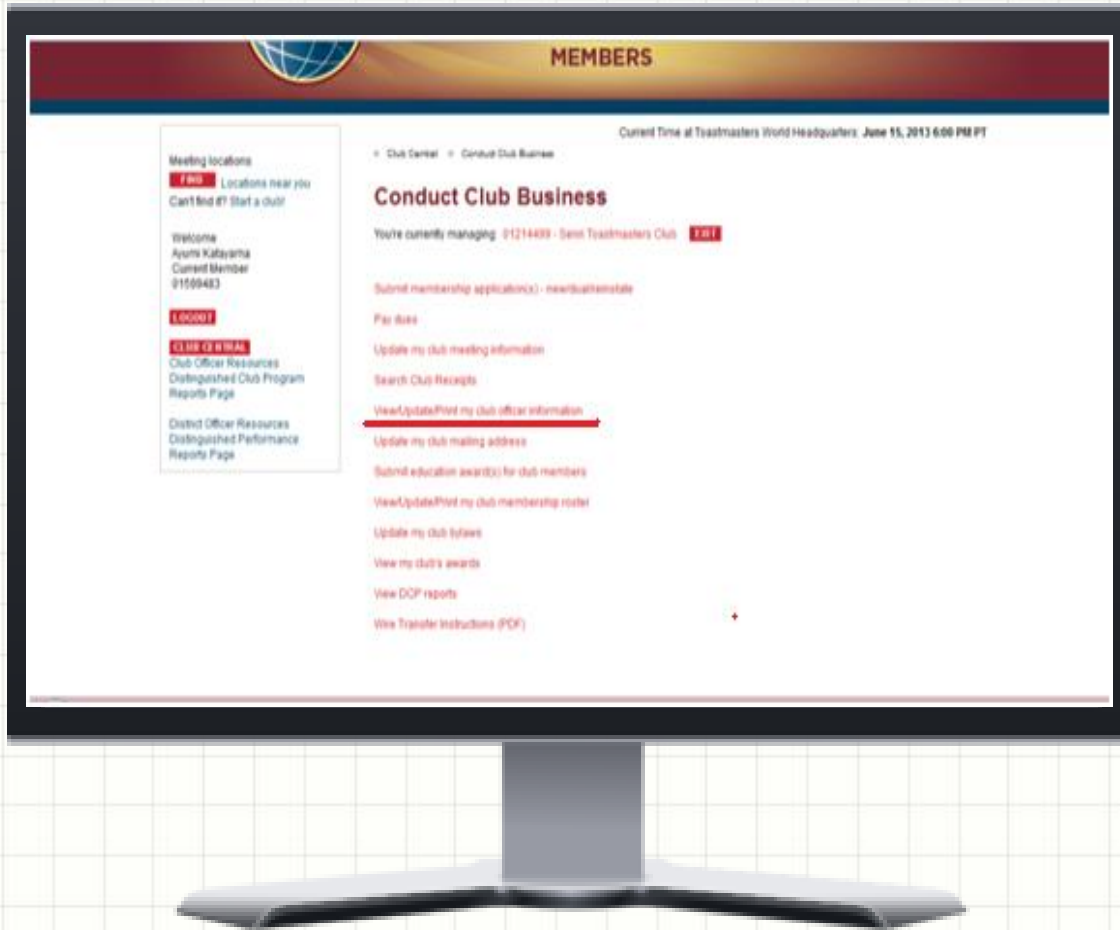 MEMBERS
Current Time at Toastmasters World Headquarters: June 15, 2013 6:00 PM PT
Meeting locations
FIND Locations near you
Can't find it? Start a club!
Welcome
Ayumi Katayama
Current Member
01599483
LOGOUT
CLUB CENTRAL
Club Officer Resources
Distinguished Club Program
Reports Page
District Officer Resources
Distinguished Performance
Reports Page
Club Central Conduct Club Business
Conduct Club Business
You're currently managing: 01214499 - Toastmasters Club EXIT
Submit membership application(s) - new/dual/reinstate
Pay dues
Update my club meeting information
Search Club Receipts
View/Update/Print my club officer information
Update my club mailing address
Submit education award(s) for club members
View/Update/Print my club membership roster
Update my club bylaws
View my club's awards
View DCP reports
Wire Transfer Instructions (PDF)